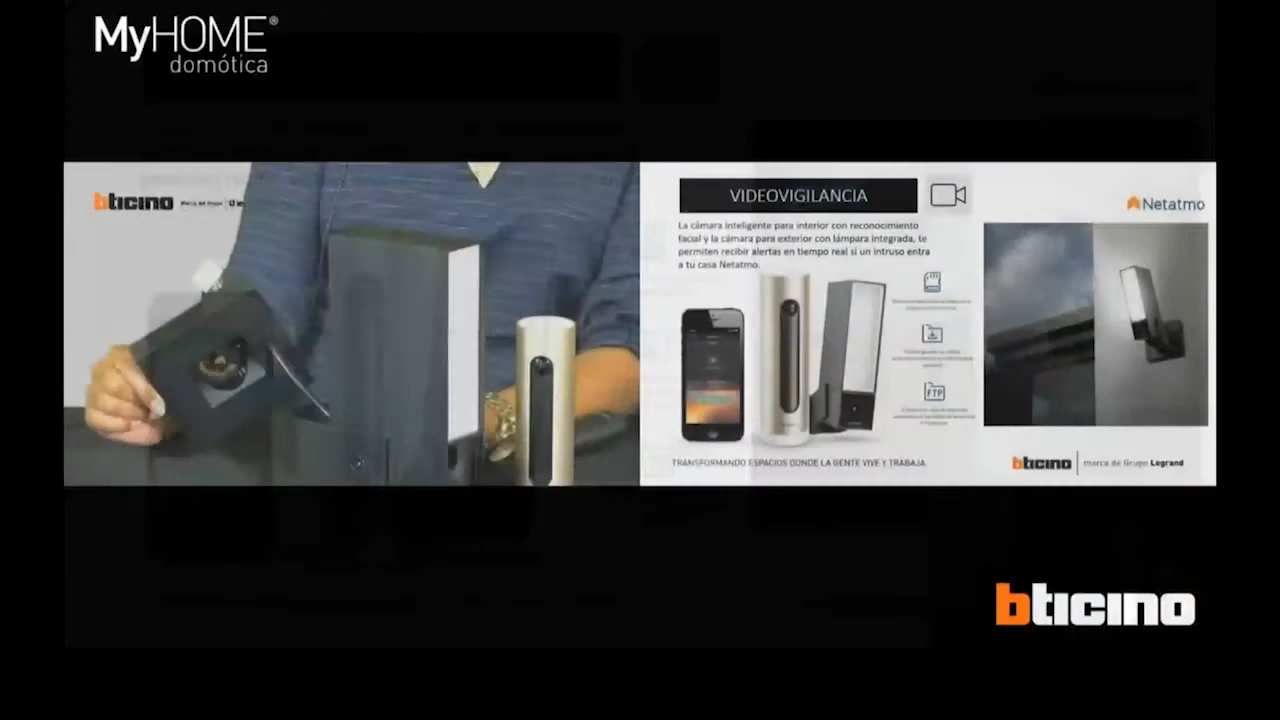 MyHOME®
domótica
bticino
VIDEOVIGILANCIA
Netatmo
La cámara inteligente para interior con reconocimiento
facial y la cámara para exterior con lámpara integrada, te
permiten recibir alertas en tiempo real si un intruso entra
a tu casa Netatmo.
FTP
TRANSFORMANDO ESPACIOS DONDE LA GENTE VIVE Y TRABAJA.
bticino marca de Grupo Legrand
bticino